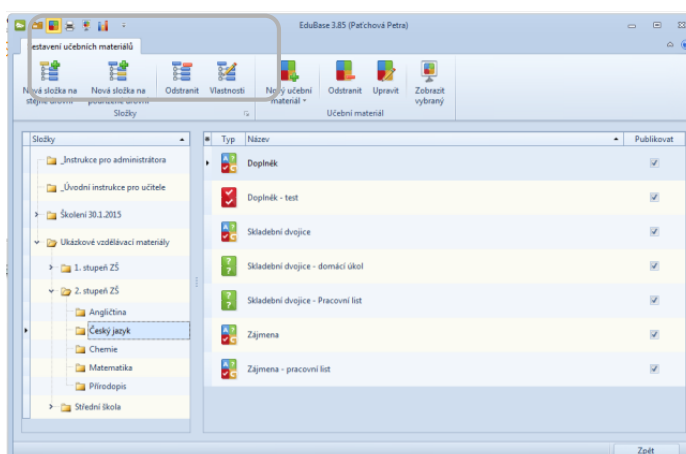 EduBase 3.85 (Paťchová Petra)
Sestavení učebních materiálů
Nová složka na stejné úrovni
Nová složka na podřízené úrovni
Odstranit
Vlastnosti
Nový učební materiál
Odstranit
Upravit
Zobrazit vybraný
Složky
Učební materiál
Složky
Typ
Název
Publikovat
_Instrukce pro administrátora
_Úvodní instrukce pro učitele
Školení 30.1.2015
Ukázkové vzdělávací materiály
1. stupeň ZŠ
2. stupeň ZŠ
Angličtina
Český jazyk
Chemie
Matematika
Přírodopis
Střední škola
Doplněk
Doplněk - test
Skladební dvojice
Skladební dvojice - domácí úkol
Skladební dvojice - Pracovní list
Zájmena
Zájmena - pracovní list
Zpět